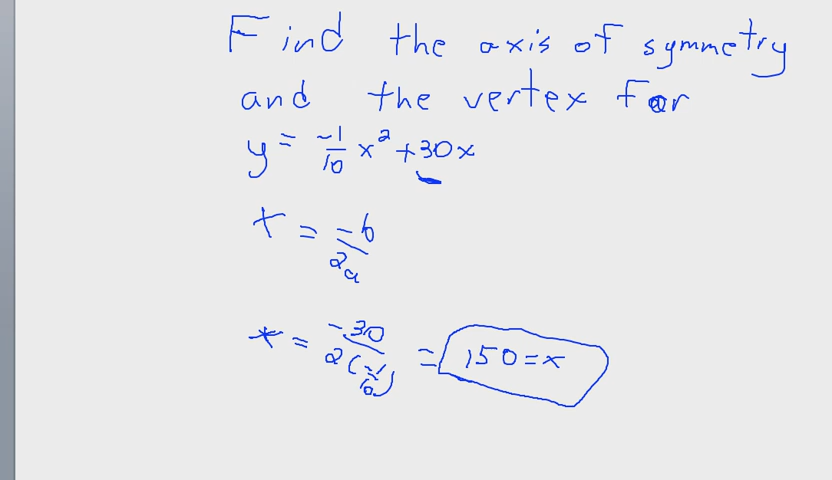 Find the axis of symmetry
and the vertex for
y = -1/10 x² + 30x
x = -b/2a
x = -30/2(-1/10) = 150 = x